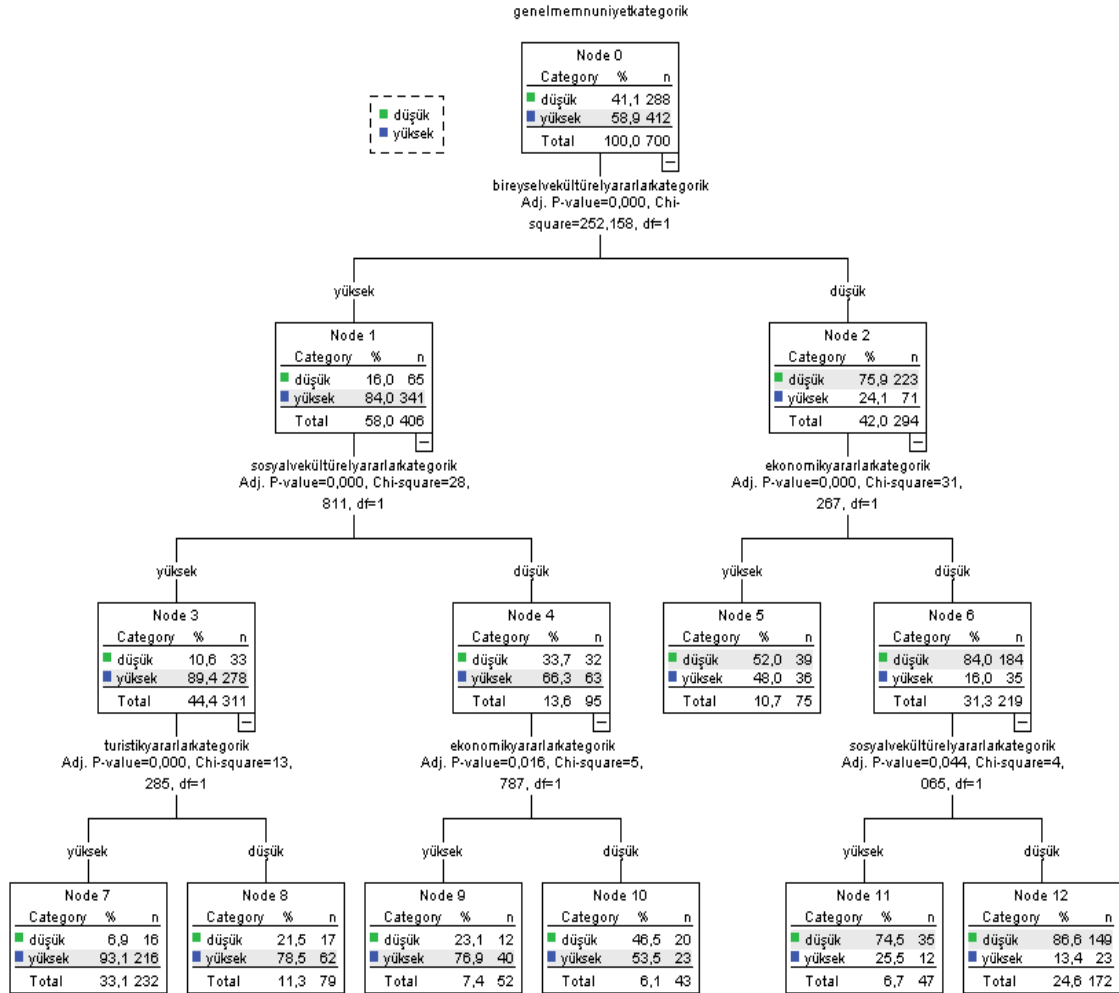 genelmemnuniyetkategorik
Node 0
Category % n
düşük 41,1 288
yüksek 58,9 412
Total 100,0 700
düşük
yüksek
bireyselvekültürelyararlarkategorik
Adj. P-value=0,000, Chi-
square=252,158, df=1
yüksek
düşük
Node 1
Category % n
düşük 16,0 65
yüksek 84,0 341
Total 58,0 406
Node 2
Category % n
düşük 75,9 223
yüksek 24,1 71
Total 42,0 294
sosyalvekültürelyararlarkategorik
Adj. P-value=0,000, Chi-square=28,
811, df=1
ekonomikyararlarkategorik
Adj. P-value=0,000, Chi-square=31,
267, df=1
yüksek
düşük
yüksek
düşük
Node 3
Category % n
düşük 10,6 33
yüksek 89,4 278
Total 44,4 311
Node 4
Category % n
düşük 33,7 32
yüksek 66,3 63
Total 13,6 95
Node 5
Category % n
düşük 52,0 39
yüksek 48,0 36
Total 10,7 75
Node 6
Category % n
düşük 84,0 184
yüksek 16,0 35
Total 31,3 219
turistikyararlarkategorik
Adj. P-value=0,000, Chi-square=13,
285, df=1
ekonomikyararlarkategorik
Adj. P-value=0,016, Chi-square=5,
787, df=1
sosyalvekültürelyararlarkategorik
Adj. P-value=0,044, Chi-square=4,
065, df=1
yüksek
düşük
yüksek
düşük
yüksek
düşük
Node 7
Category % n
düşük 6,9 16
yüksek 93,1 216
Total 33,1 232
Node 8
Category % n
düşük 21,5 17
yüksek 78,5 62
Total 11,3 79
Node 9
Category % n
düşük 23,1 12
yüksek 76,9 40
Total 7,4 52
Node 10
Category % n
düşük 46,5 20
yüksek 53,5 23
Total 6,1 43
Node 11
Category % n
düşük 74,5 35
yüksek 25,5 12
Total 6,7 47
Node 12
Category % n
düşük 86,6 149
yüksek 13,4 23
Total 24,6 172